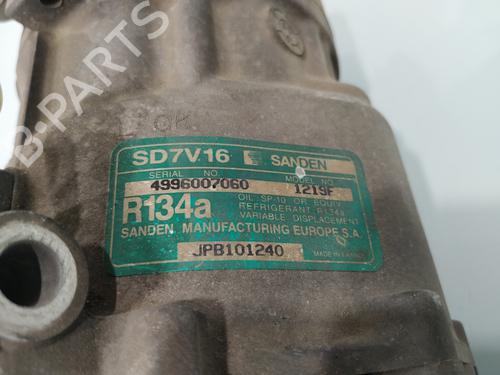 OK
SD7V16 SANDEN
SERIAL NO. MODEL NO.
4996007060 1219F
R134a
OIL SP-10 OR EQUIV
REFRIGERANT R134a
VARIABLE DISPLACEMENT
SANDEN MANUFACTURING EUROPE S.A.
JPB101240
MADE IN FRANCE
B-PARTS